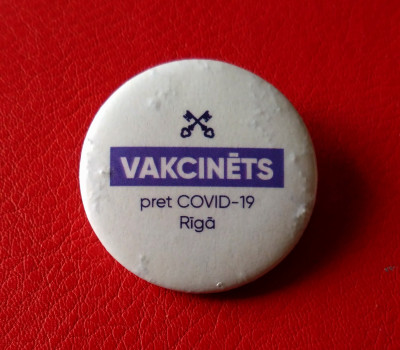 VAKCINĒTS
pret COVID-19
Rīgā